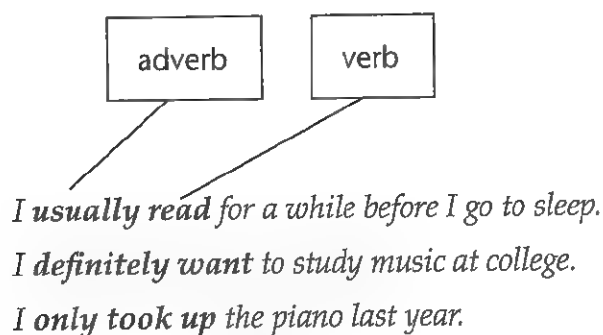 adverb verb
I usually read for a while before I go to sleep.
I definitely want to study music at college.
I only took up the piano last year.